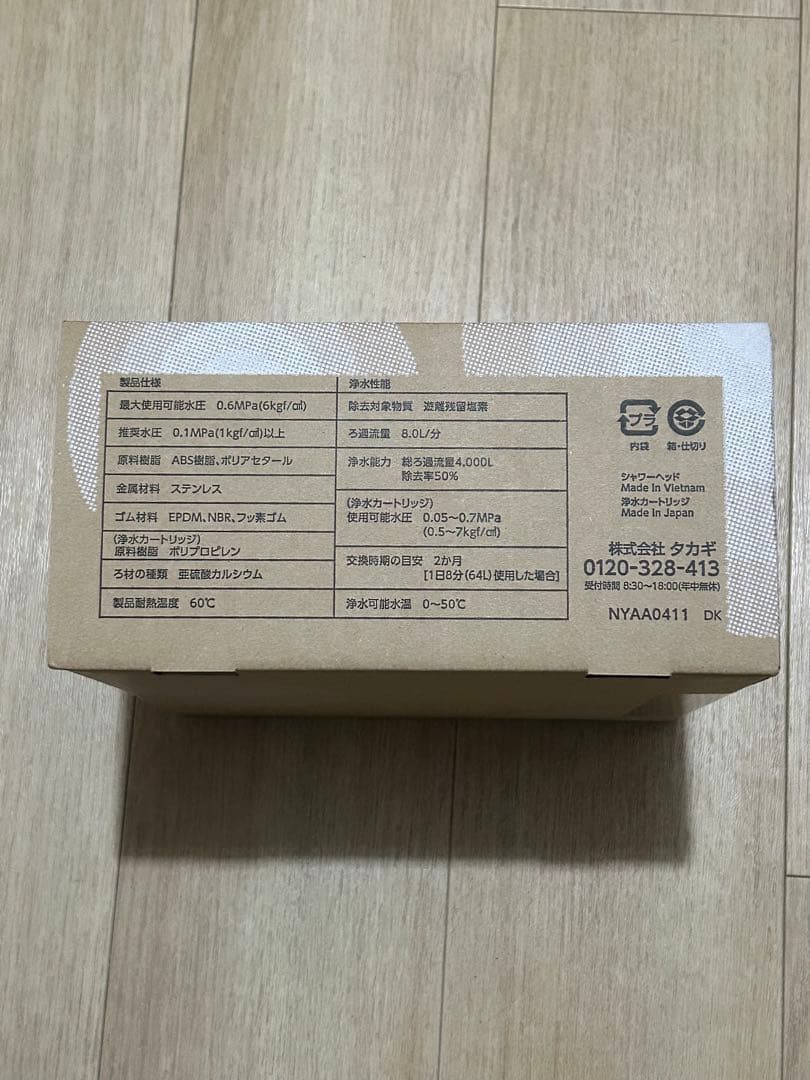 製品仕様
最大使用可能水圧 0.6MPa(6kgf/c㎡)
推奨水圧 0.1MPa(1kgf/c㎡)以上
原料樹脂 ABS樹脂、ポリアセタール
金属材料 ステンレス
ゴム材料 EPDM、NBR、フッ素ゴム
(浄水カートリッジ)
原料樹脂 ポリプロピレン
ろ材の種類 亜硫酸カルシウム
製品耐熱温度 60℃
浄水性能
除去対象物質 遊離残留塩素
ろ過流量 8.0L/分
浄水能力 総ろ過流量4,000L
除去率50%
(浄水カートリッジ)
使用可能水圧 0.05〜0.7MPa
(0.5〜7kgf/c㎡)
交換時期の目安 2か月
[1日8分(64L)使用した場合]
浄水可能水温 0〜50℃
プラ
内袋
箱・仕切り
シャワーヘッド
Made in Vietnam
浄水カートリッジ
Made in Japan
株式会社 タカギ
0120-328-413
受付時間 8:30〜18:00(年中無休)
NYAA0411 DK